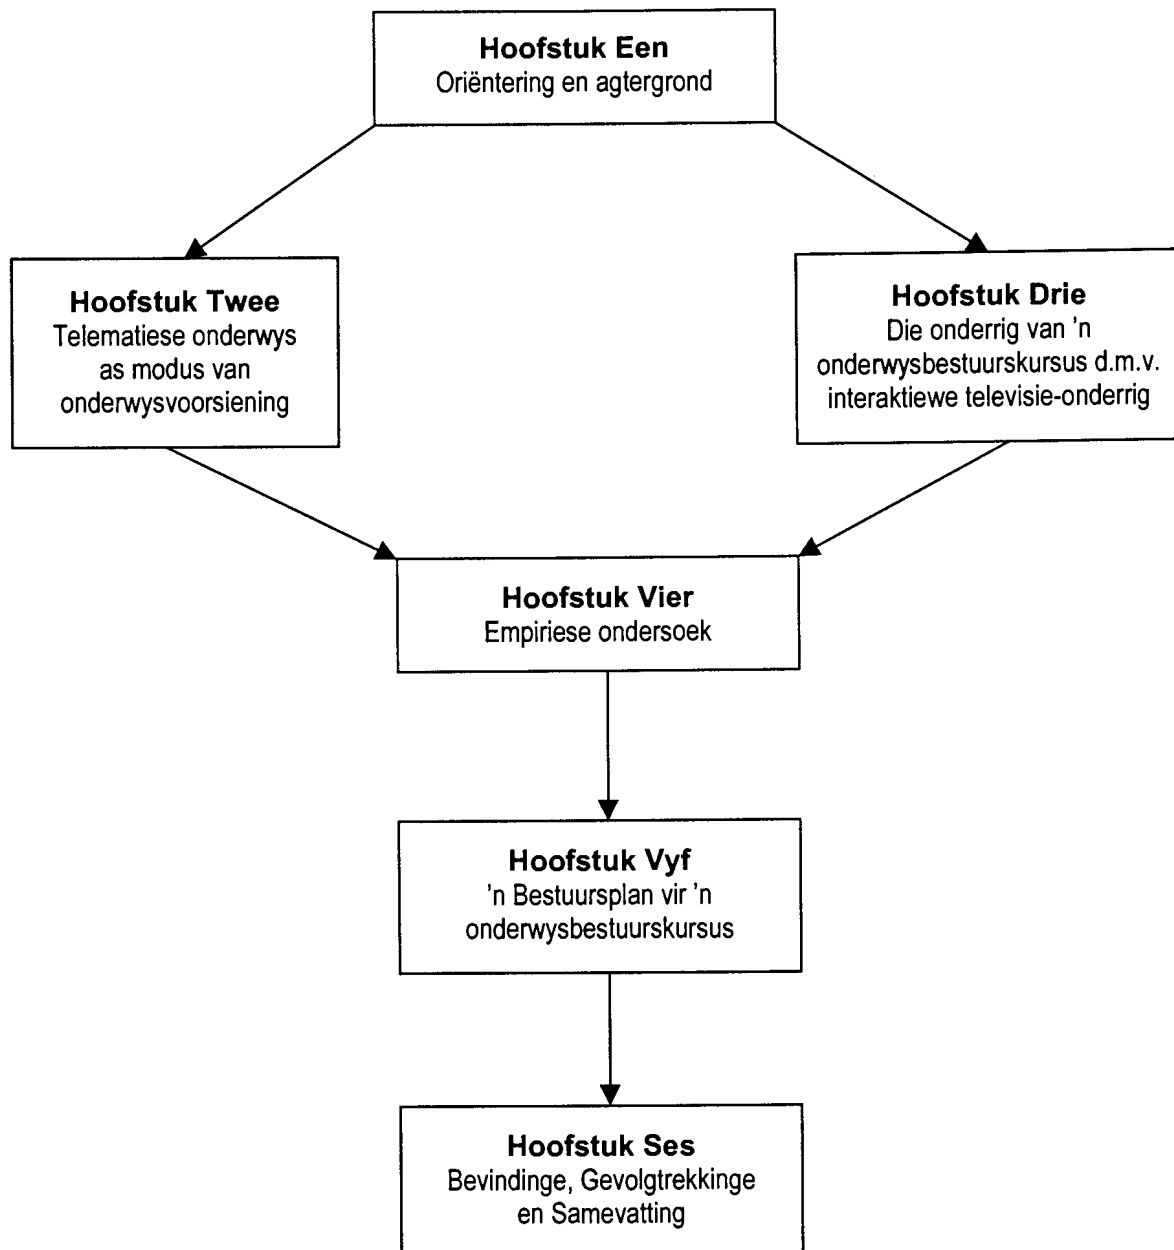 Hoofstuk Een
Oriëntering en agtergrond
Hoofstuk Twee
Telematiese onderwys
as modus van
onderwysvoorsiening
Hoofstuk Drie
Die onderrig van 'n
onderwysbestuurskursus d.m.v.
interaktiewe televisie-onderrig
Hoofstuk Vier
Empiriese ondersoek
Hoofstuk Vyf
'n Bestuursplan vir 'n
onderwysbestuurskursus
Hoofstuk Ses
Bevindinge, Gevolgtrekkinge
en Samevatting